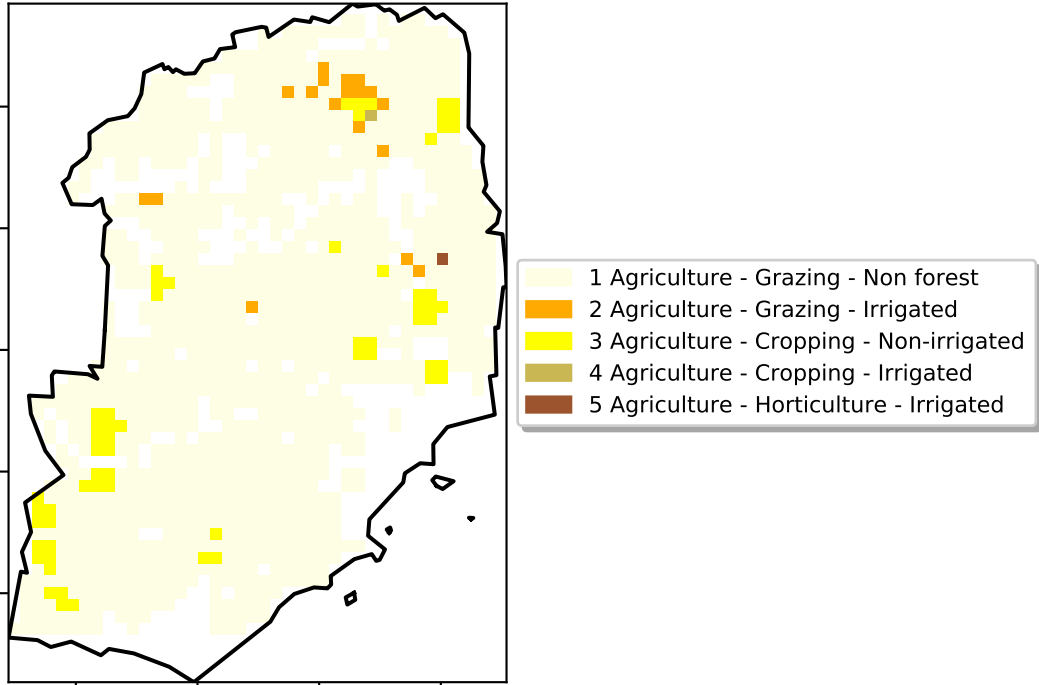 1 Agriculture - Grazing - Non forest
2 Agriculture - Grazing - Irrigated
3 Agriculture - Cropping - Non-irrigated
4 Agriculture - Cropping - Irrigated
5 Agriculture - Horticulture - Irrigated